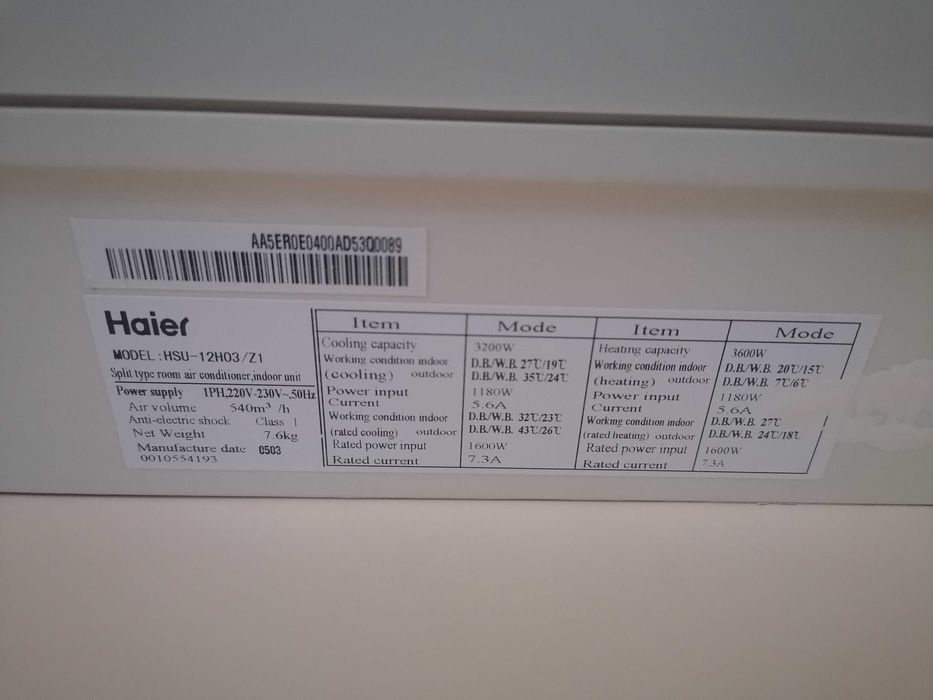 AA5ER0E0400AD53Q0089
Haier
MODEL:HSU-12H03/Z1
Split type room air conditioner,indoor unit
Power supply 1PH,220V-230V~,50Hz
Air volume 540m³/h
Anti-electric shock Class I
Net Weight 7.6kg
Manufacture date 0503
0010554193
Item Mode Item Mode
Cooling capacity 3200W Heating capacity 3600W
Working condition indoor D.B./W.B. 27℃/19℃ Working condition indoor D.B./W.B. 20℃/15℃
(cooling) outdoor D.B./W.B. 35℃/24℃ (heating) outdoor D.B./W.B. 7℃/6℃
Power input 1180W Power input 1180W
Current 5.6A Current 5.6A
Working condition indoor D.B./W.B. 32℃/23℃ Working condition indoor D.B./W.B. 27℃
(rated cooling) outdoor D.B./W.B. 43℃/26℃ (rated heating) outdoor D.B./W.B. 24℃/18℃
Rated power input 1600W Rated power input 1600W
Rated current 7.3A Rated current 7.3A